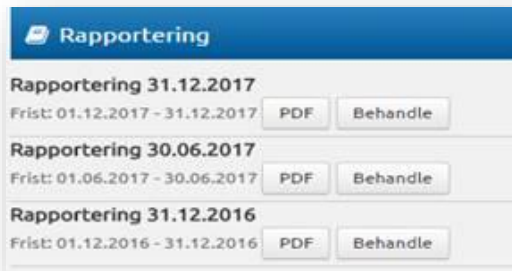 Rapportering
Rapportering 31.12.2017
Frist: 01.12.2017 - 31.12.2017 PDF Behandle
Rapportering 30.06.2017
Frist: 01.06.2017 - 30.06.2017 PDF Behandle
Rapportering 31.12.2016
Frist: 01.12.2016 - 31.12.2016 PDF Behandle